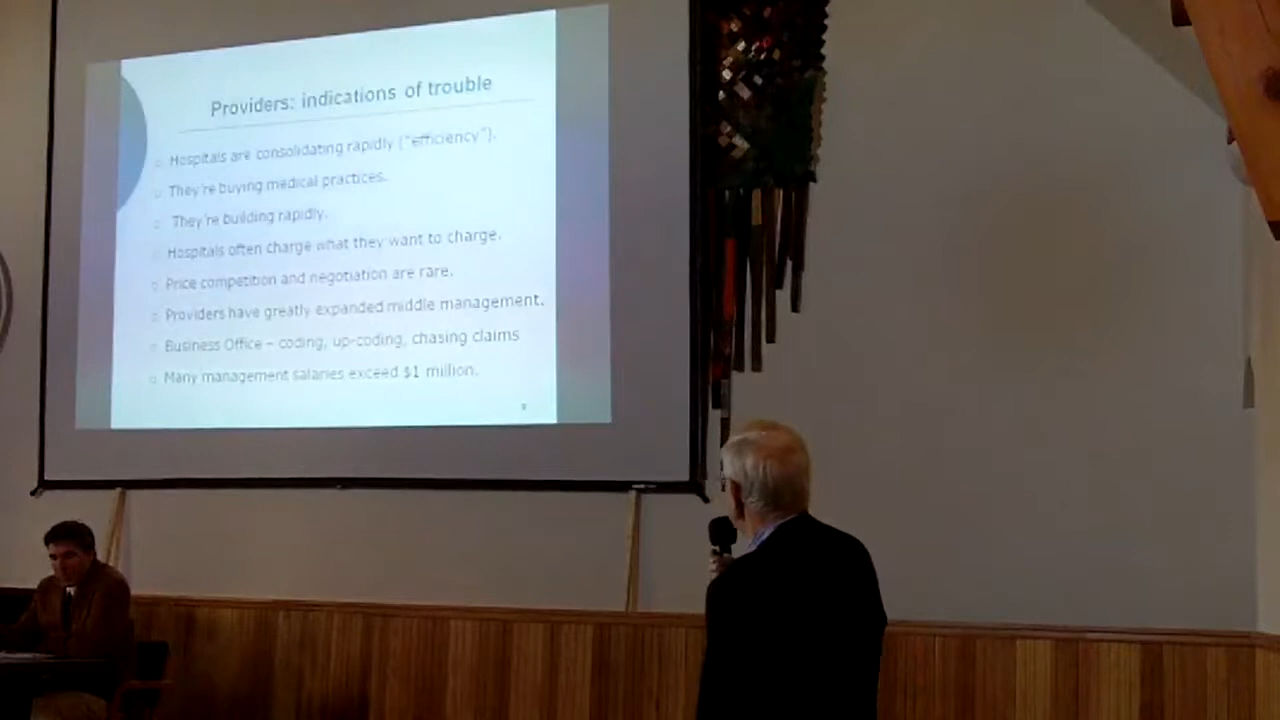 Providers: indications of trouble
Hospitals are consolidating rapidly ("efficiency").
They're buying medical practices.
They're building rapidly.
Hospitals often charge what they want to charge.
Price competition and negotiation are rare.
Providers have greatly expanded middle management.
Business Office – coding, up-coding, chasing claims
Many management salaries exceed $1 million.